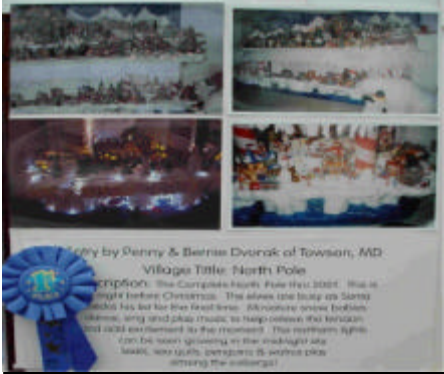 Entry by Penny & Bernie Dvorak of Towson, MD
Village Title: North Pole
Description: The Complete North Pole thru 2001. This is
night before Christmas. The elves are busy as Santa
his list for the final time. Miniature snow babies
dance, sing and play music to help relieve the tension
and add excitement to the moment. The northern lights
can be seen glowing in the midnight sky
Seals, sea gulls, penguins & walrus play
among the icebergs!